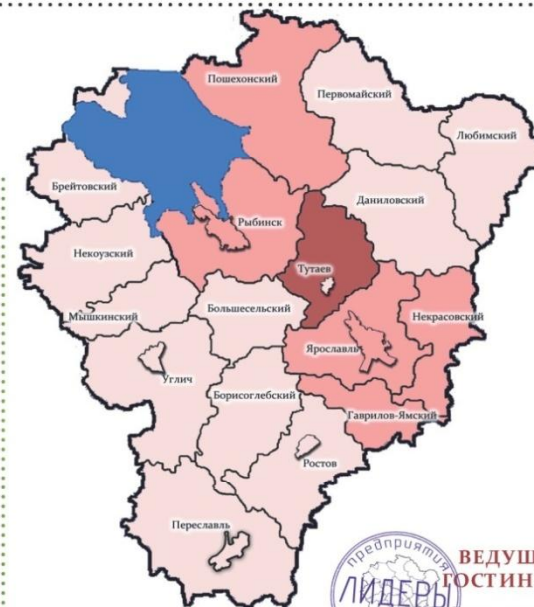 Пошехонский
Первомайский
Любимский
Брейтовский
Даниловский
Рыбинск
Некоузский
Тутаев
Мышкинский
Большесельский
Некрасовский
Ярославль
Углич
Борисоглебский
Гаврилов-Ямский
Ростов
Переславль
предприятия
ЛИДЕРЫ
ВЕДУЩ
ГОСТИН